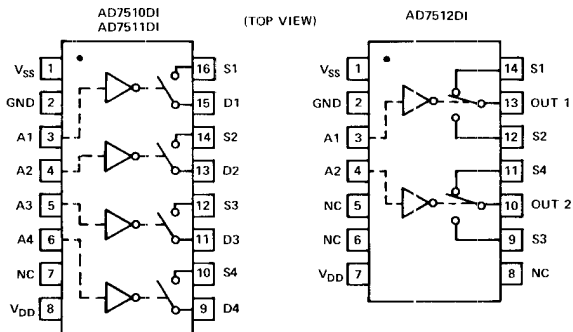 AD7510DI
AD7511DI
(TOP VIEW)
AD7512DI
VSS 1
GND 2
A1 3
A2 4
A3 5
A4 6
NC 7
VDD 8
16 S1
15 D1
14 S2
13 D2
12 S3
11 D3
10 S4
9 D4
VSS 1
GND 2
A1 3
A2 4
NC 5
NC 6
VDD 7
14 S1
13 OUT 1
12 S2
11 S4
10 OUT 2
9 S3
8 NC